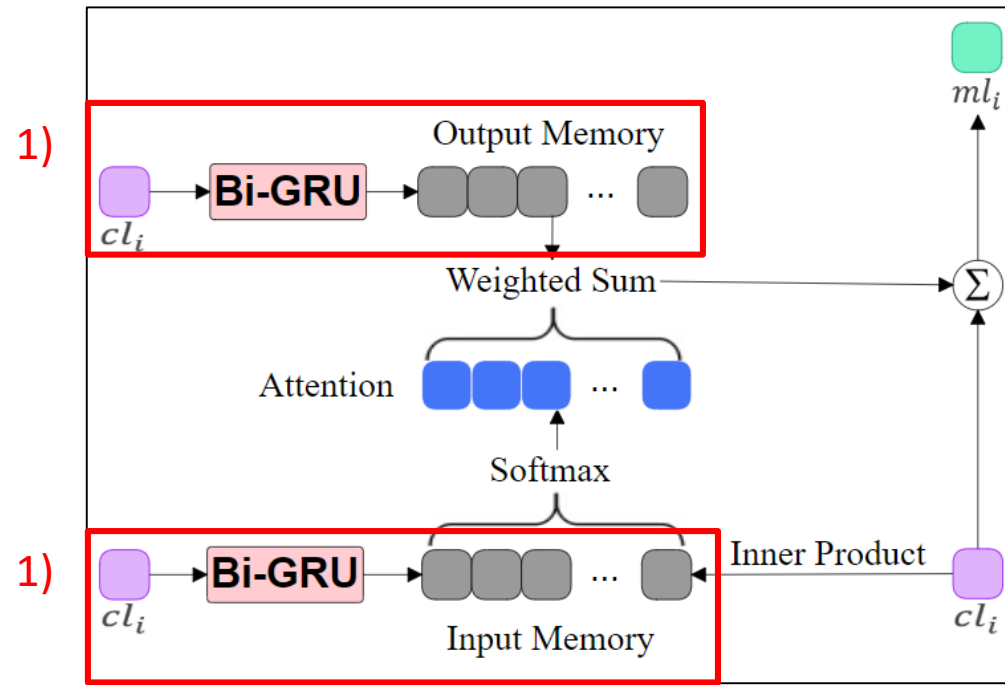 ml_i
1)
Output Memory
Bi-GRU
...
cl_i
Weighted Sum
Σ
Attention
...
Softmax
1)
Bi-GRU
...
Inner Product
cl_i
cl_i
Input Memory